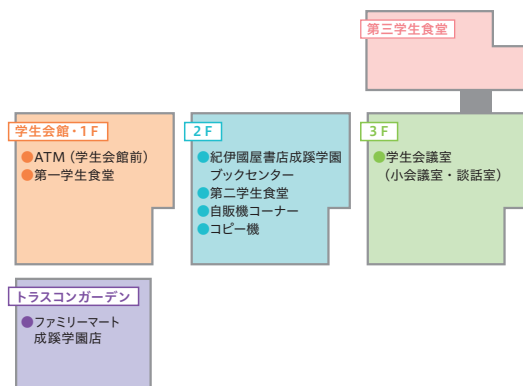 第三学生食堂
学生会館・1F
ATM（学生会館前）
第一学生食堂
2F
紀伊國屋書店成蹊学園
ブックセンター
第二学生食堂
自販機コーナー
コピー機
3F
学生会議室
（小会議室・談話室）
トラスコンガーデン
ファミリーマート
成蹊学園店